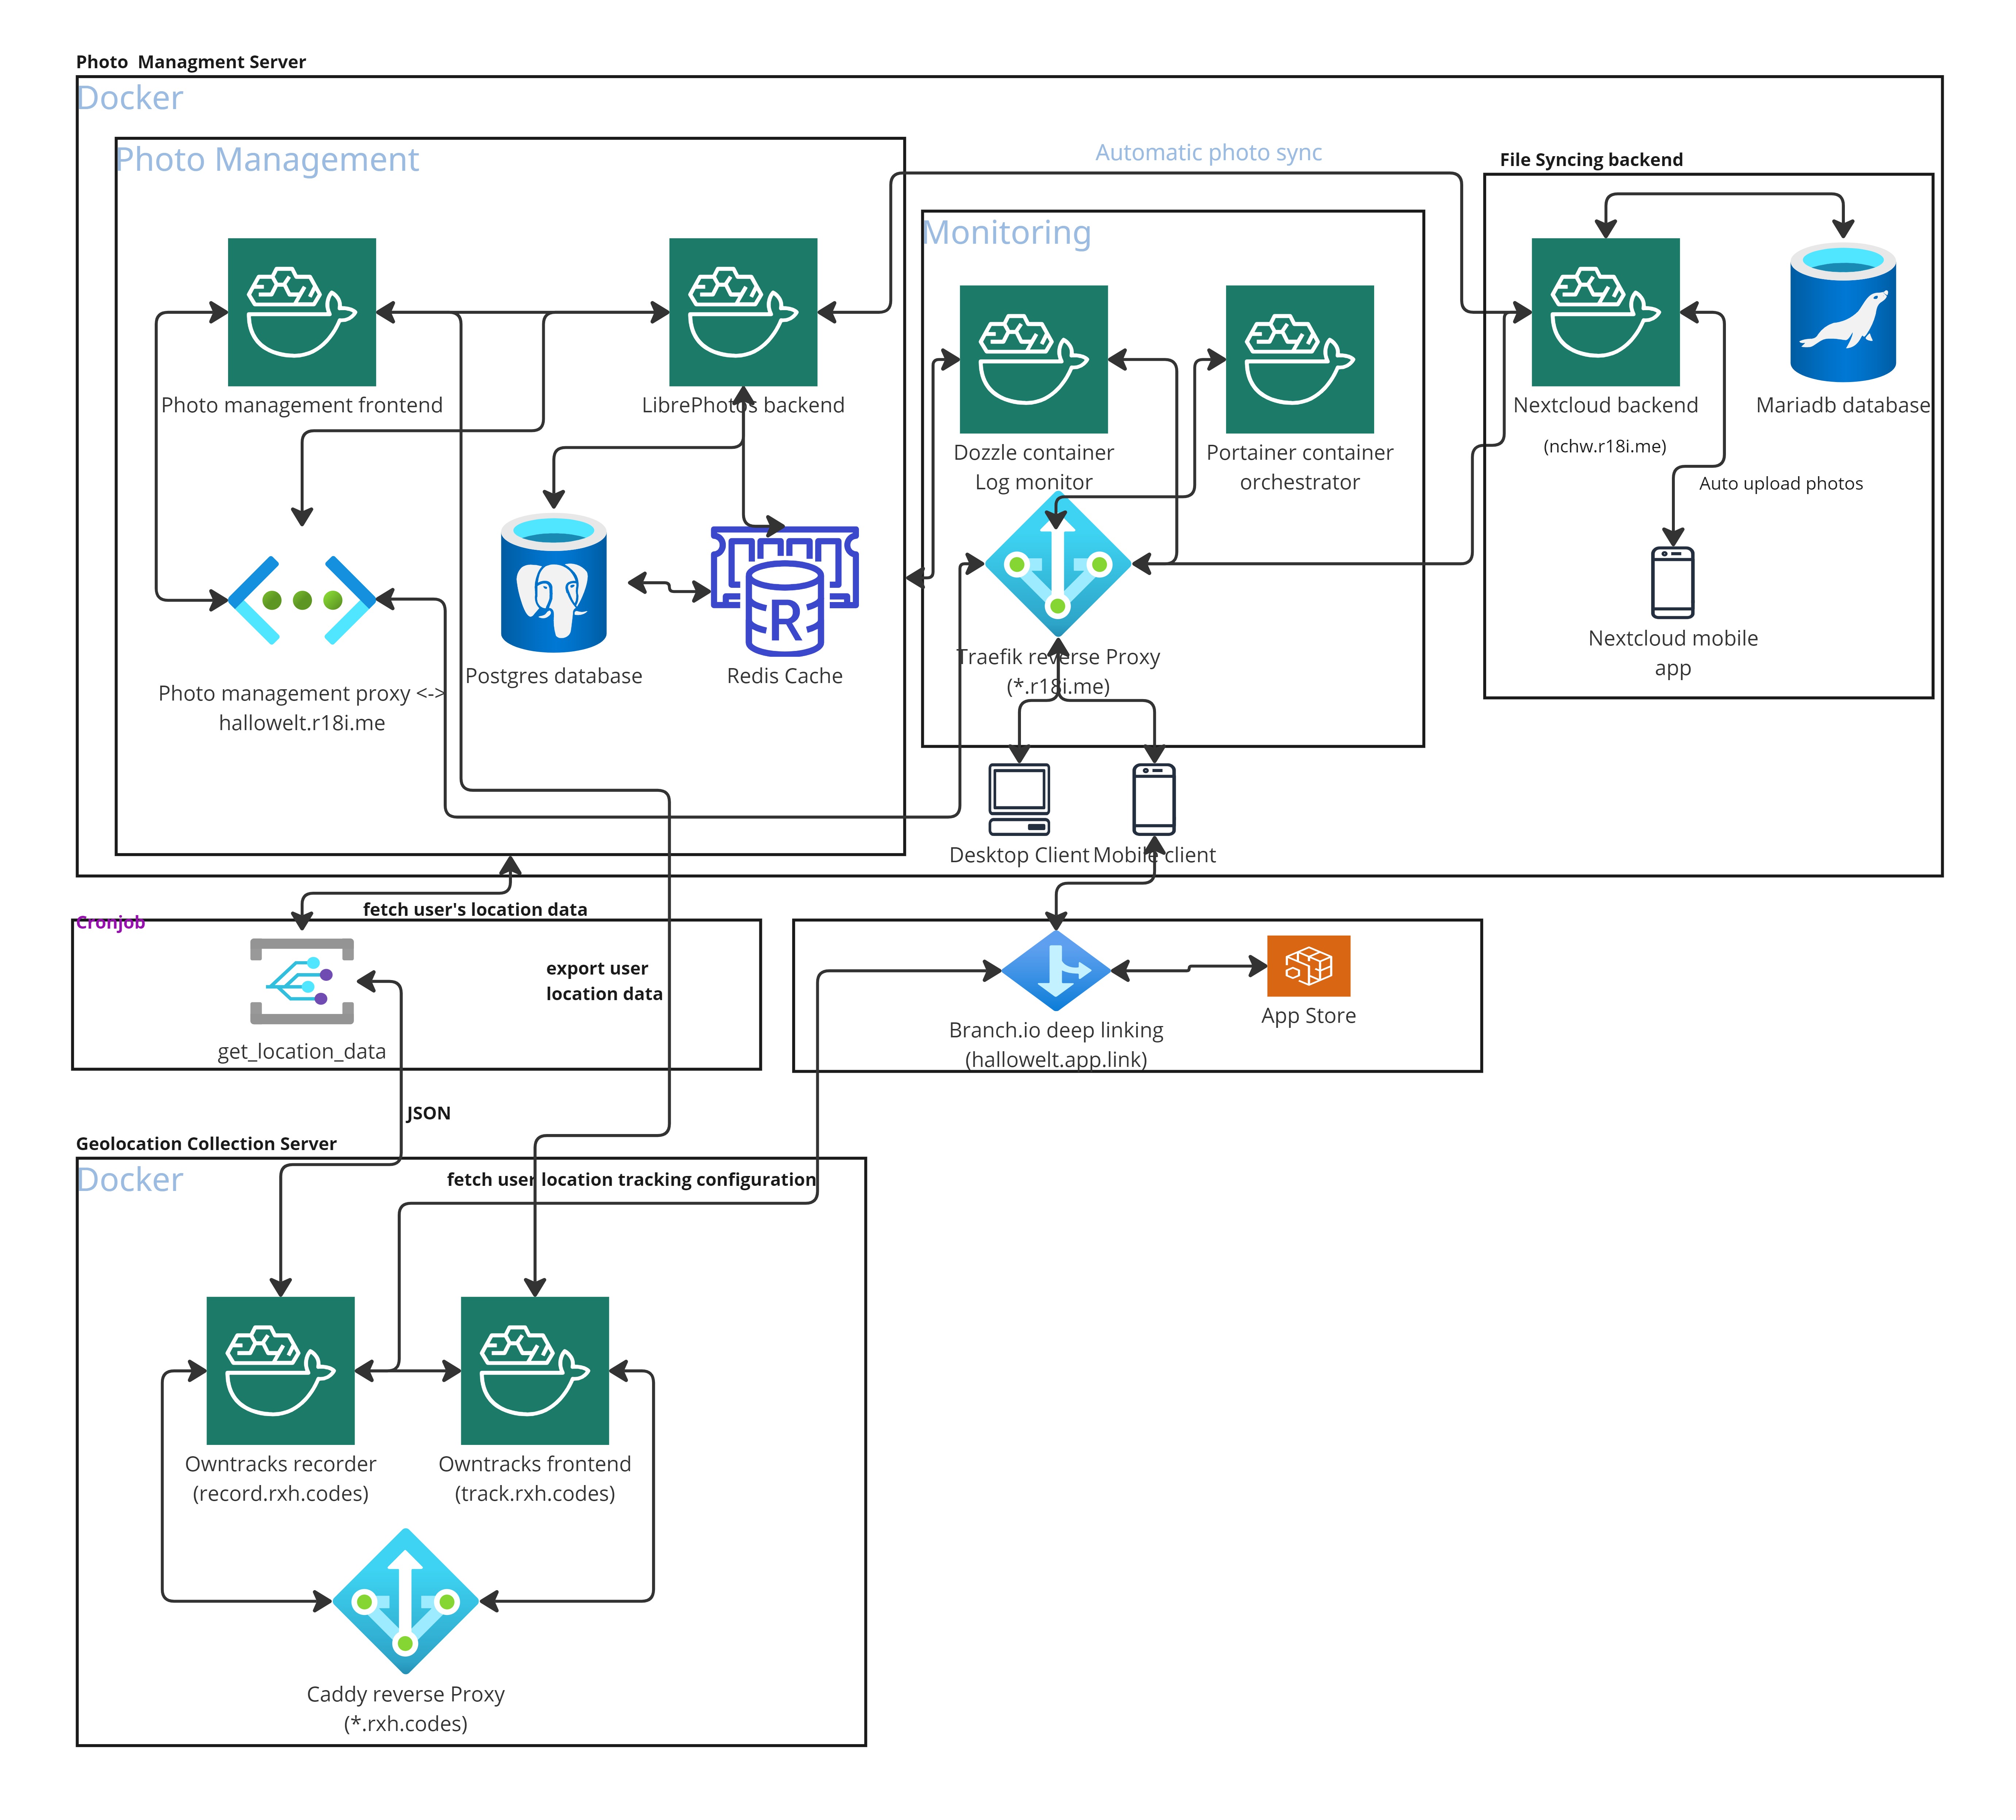 Photo  Managment Server
Docker
Photo Management
Automatic photo sync
File Syncing backend
Monitoring
Photo management frontend
LibrePhotos backend
Dozzle container
Log monitor
Portainer container
orchestrator
Nextcloud backend
(nchw.r18i.me)
Mariadb database
Auto upload photos
Nextcloud mobile
app
Photo management proxy <->
hallowelt.r18i.me
Postgres database
R
Redis Cache
Traefik reverse Proxy
(*.r18i.me)
Desktop Client
Mobile client
fetch user's location data
Cronjob
export user
location data
get_location_data
Branch.io deep linking
(hallowelt.app.link)
App Store
JSON
Geolocation Collection Server
Docker
fetch user location tracking configuration
Owntracks recorder
(record.rxh.codes)
Owntracks frontend
(track.rxh.codes)
Caddy reverse Proxy
(*.rxh.codes)